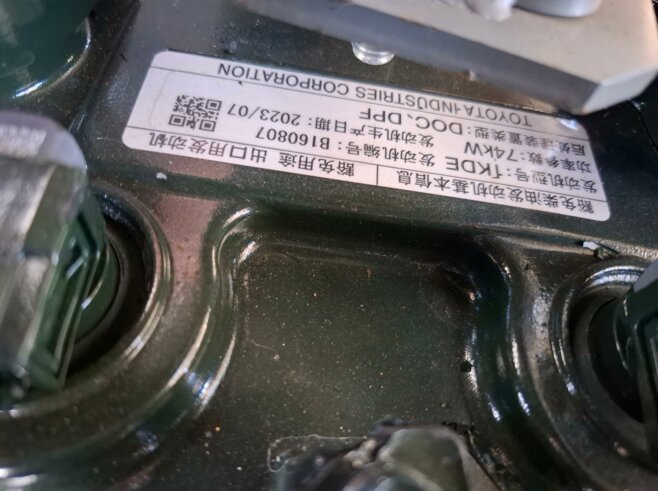 豁免柴油发动机基本信息 豁免用途 出口用发动机
发动机型号: 1KDE 发动机编号: B160807
功率参数: 74kW 发动机生产日期: 2023/07
后处理装置类型: DOC、DPF
TOYOTA INDUSTRIES CORPORATION